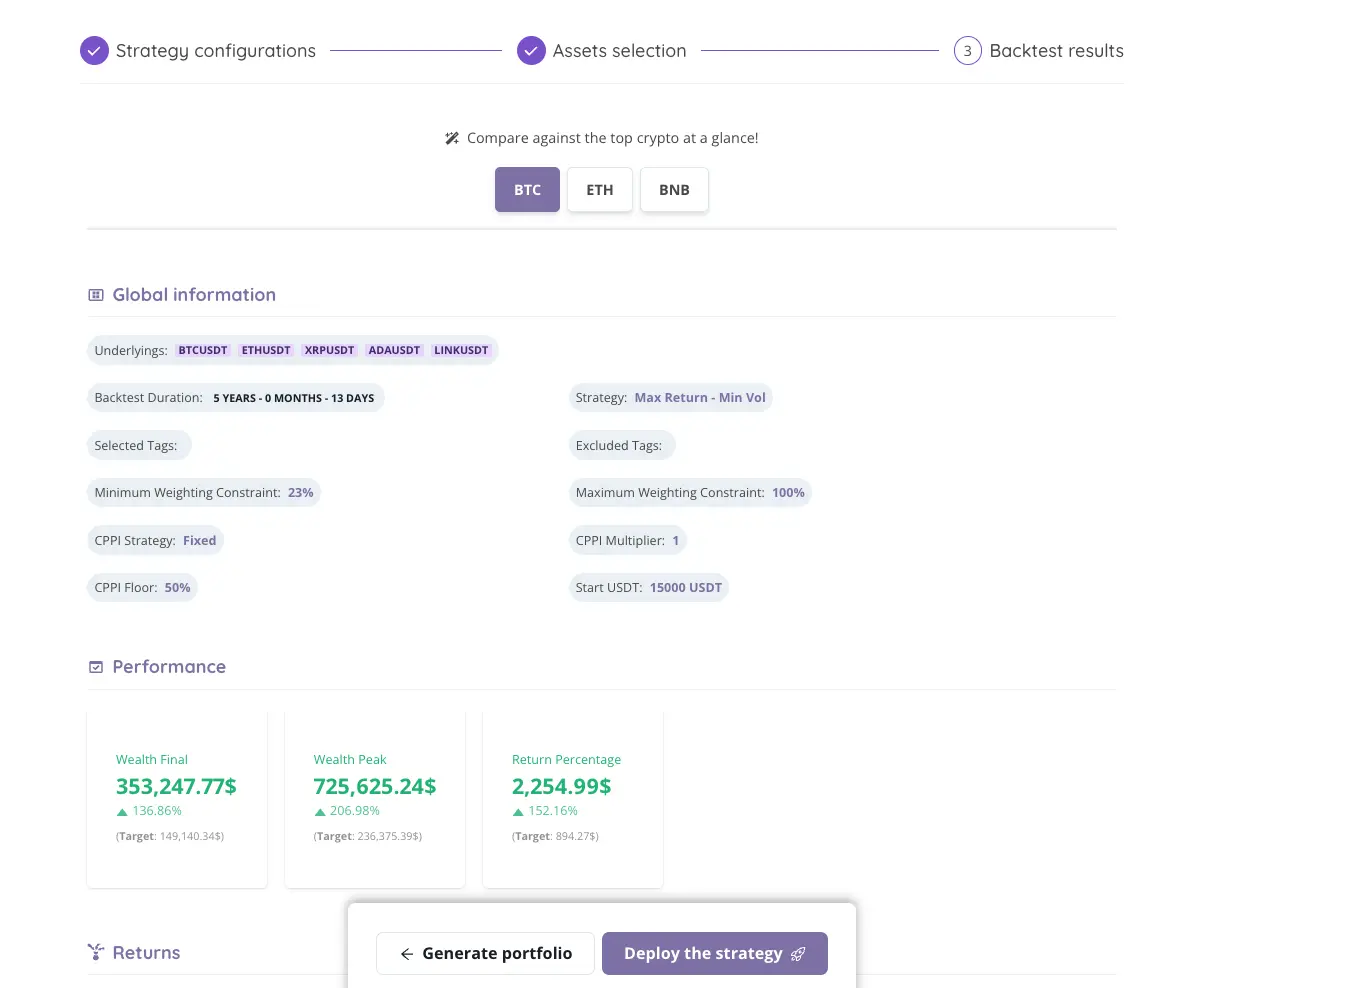 Strategy configurations
Assets selection
3 Backtest results
Compare against the top crypto at a glance!
BTC
ETH
BNB
Global information
Underlyings: BTCUSDT ETHUSDT XRPUSDT ADAUSDT LINKUSDT
Backtest Duration: 5 YEARS - 0 MONTHS - 13 DAYS
Strategy: Max Return - Min Vol
Selected Tags:
Excluded Tags:
Minimum Weighting Constraint: 23%
Maximum Weighting Constraint: 100%
CPPI Strategy: Fixed
CPPI Multiplier: 1
CPPI Floor: 50%
Start USDT: 15000 USDT
Performance
Wealth Final
353,247.77$
136.86%
(Target: 149,140.34$)
Wealth Peak
725,625.24$
206.98%
(Target: 236,375.39$)
Return Percentage
2,254.99$
152.16%
(Target: 894.27$)
Returns
Generate portfolio
Deploy the strategy